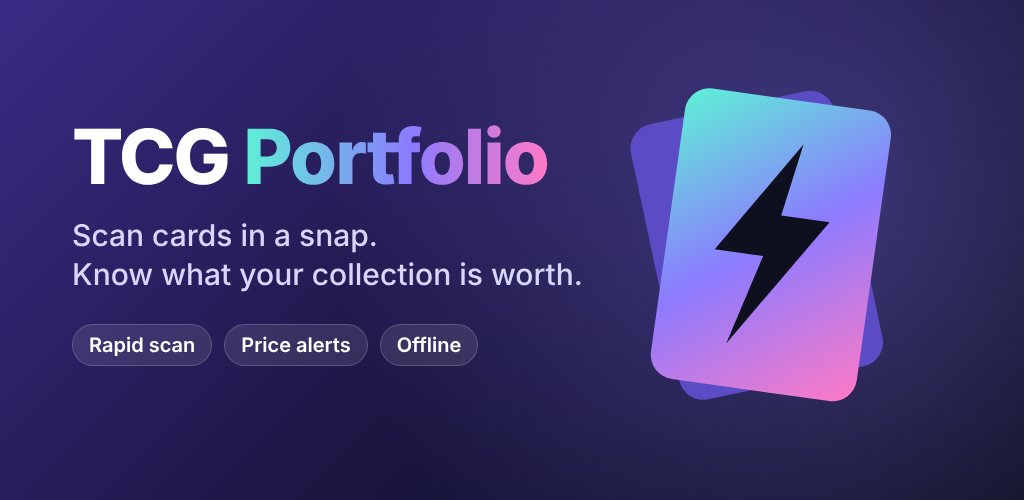 TCG Portfolio
Scan cards in a snap.
Know what your collection is worth.
Rapid scan Price alerts Offline